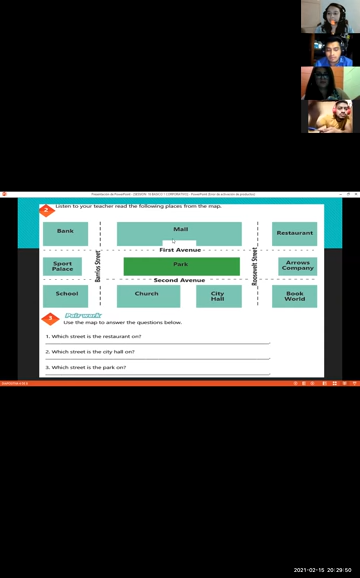 2
Listen to your teacher read the following places from the map.
Bank
Mall
Restaurant
First Avenue
Sport
Palace
Barrios Street
Park
Roosevelt Street
Arrows
Company
Second Avenue
School
Church
City
Hall
Book
World
3
Pair work
Use the map to answer the questions below.
1. Which street is the restaurant on?
2. Which street is the city hall on?
3. Which street is the park on?
2021-02-15 20:29:50